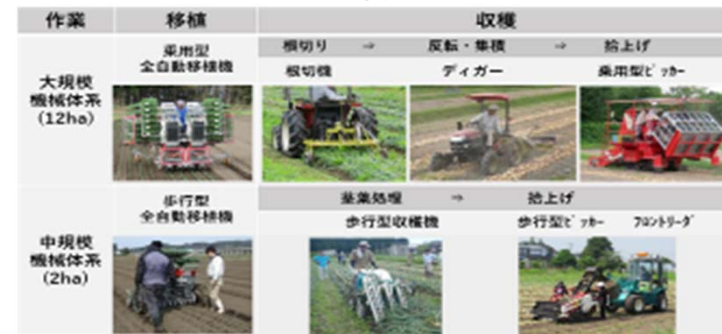 作業 移植 収穫
大規模
機械体系
(12ha)
乗用型
全自動移植機
根切り ⇒ 反転・集積 ⇒ 拾上げ
根切機 ディガー 乗用型ﾋﾟｯｶｰ
中規模
機械体系
(2ha)
歩行型
全自動移植機
茎葉処理 ⇒ 拾上げ
歩行型収穫機 歩行型ﾋﾟｯｶｰ ﾌﾛﾝﾄﾘｰﾀﾞ